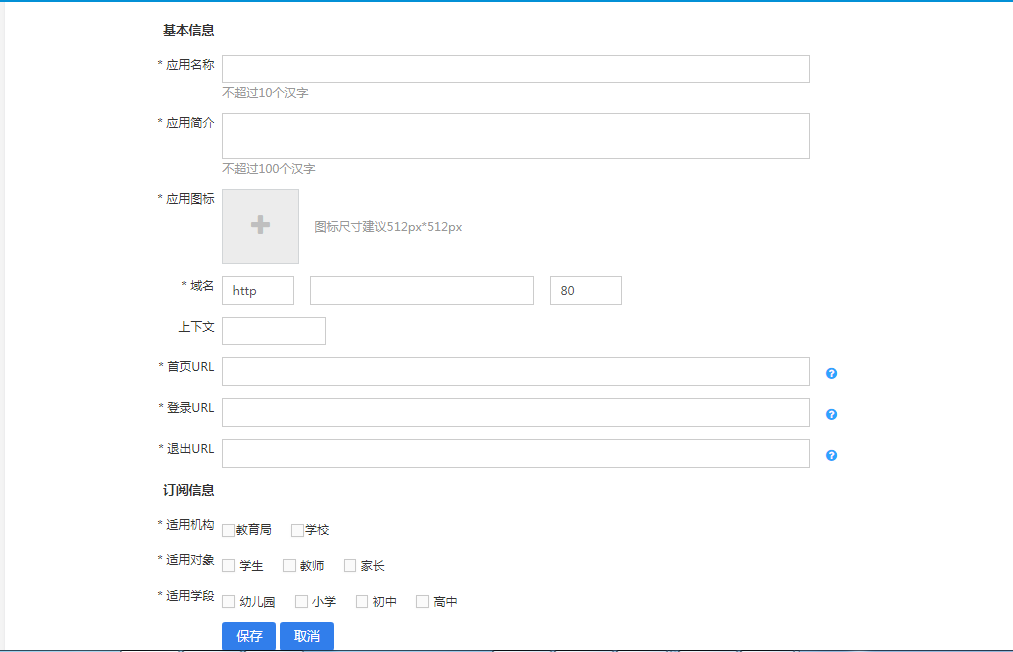 基本信息
* 应用名称
不超过10个汉字
* 应用简介
不超过100个汉字
* 应用图标
图标尺寸建议512px*512px
* 域名 http 80
上下文
* 首页URL
* 登录URL
* 退出URL
订阅信息
* 适用机构 教育局 学校
* 适用对象 学生 教师 家长
* 适用学段 幼儿园 小学 初中 高中
保存 取消